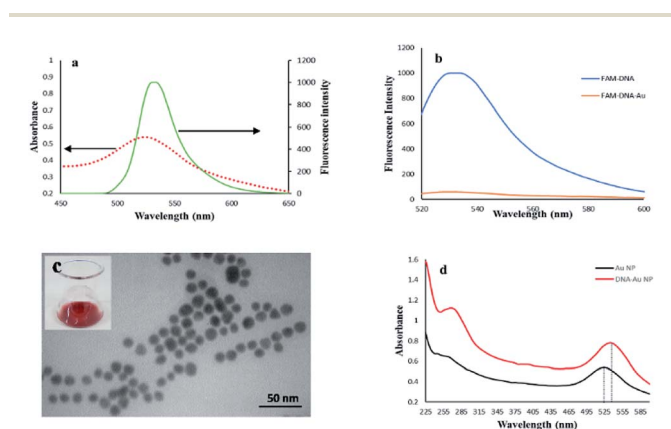 a
Absorbance
1
0.9
0.8
0.7
0.6
0.5
0.4
0.3
0.2
450 500 550 600 650
Wavelength (nm)
1200
1000
800
600
400
200
0
Fluorescence Intensity
b
Fluorescence Intensity
1200
1000
800
600
400
200
0
520 540 560 580 600
Wavelength (nm)
FAM-DNA
FAM-DNA-Au
c
50 nm
d
Absorbance
1.6
1.4
1.2
1
0.8
0.6
0.4
0.2
225 255 285 315 345 375 405 435 465 495 525 555 585
Wavelength (nm)
Au NP
DNA-Au NP